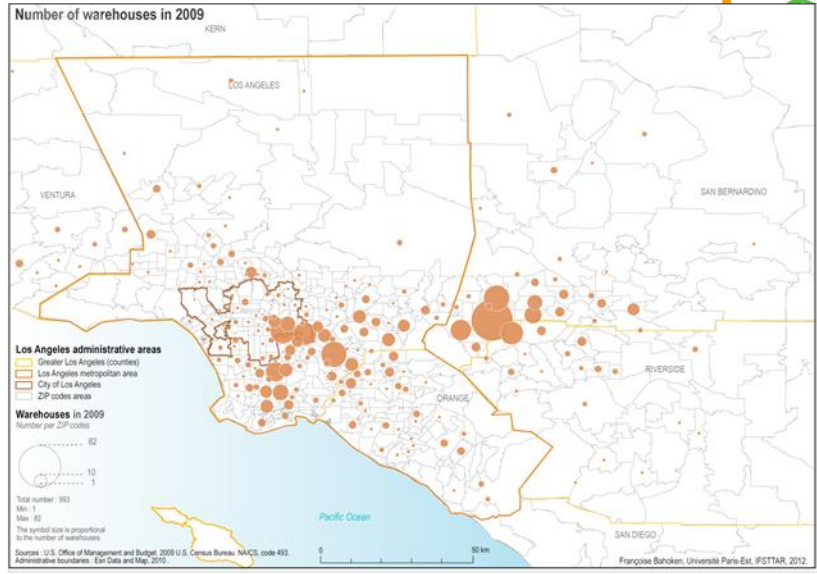 Number of warehouses in 2009
KERN
LOS ANGELES
VENTURA
SAN BERNARDINO
RIVERSIDE
ORANGE
SAN DIEGO
Pacific Ocean
Los Angeles administrative areas
Greater Los Angeles (counties)
Los Angeles metropolitan area
City of Los Angeles
ZIP codes areas
Warehouses in 2009
Number per ZIP codes
82
10
1
Total number : 993
Min : 1
Max : 82
The symbol size is proportional
to the number of warehouses
Sources : U.S. Office of Management and Budget. 2009 U.S. Census Bureau. NAICS, code 493.
Administrative boundaries : Esri Data and Map, 2010 .
0
50 km
Françoise Bahoken, Université Paris-Est, IFSTTAR, 2012.